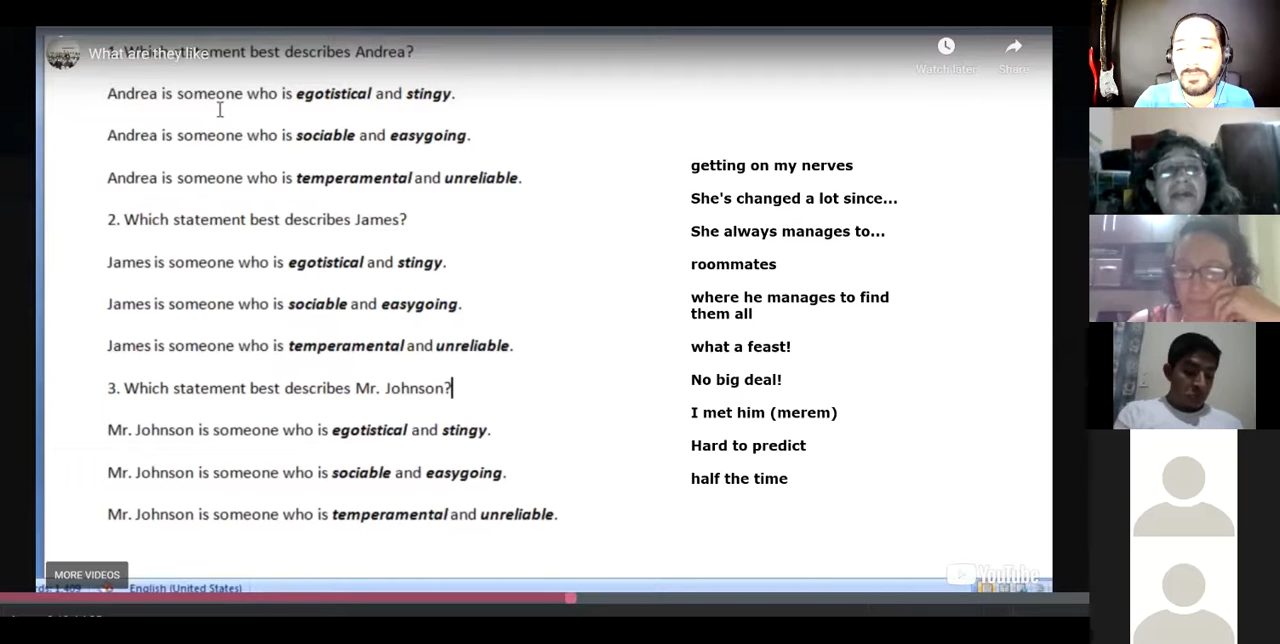 1. Which statement best describes Andrea?
What are they like
Watch later
Share
Andrea is someone who is egotistical and stingy.
Andrea is someone who is sociable and easygoing.
Andrea is someone who is temperamental and unreliable.
2. Which statement best describes James?
James is someone who is egotistical and stingy.
James is someone who is sociable and easygoing.
James is someone who is temperamental and unreliable.
3. Which statement best describes Mr. Johnson?
Mr. Johnson is someone who is egotistical and stingy.
Mr. Johnson is someone who is sociable and easygoing.
Mr. Johnson is someone who is temperamental and unreliable.
getting on my nerves
She's changed a lot since...
She always manages to...
roommates
where he manages to find
them all
what a feast!
No big deal!
I met him (merem)
Hard to predict
half the time
MORE VIDEOS
YouTube
English (United States)